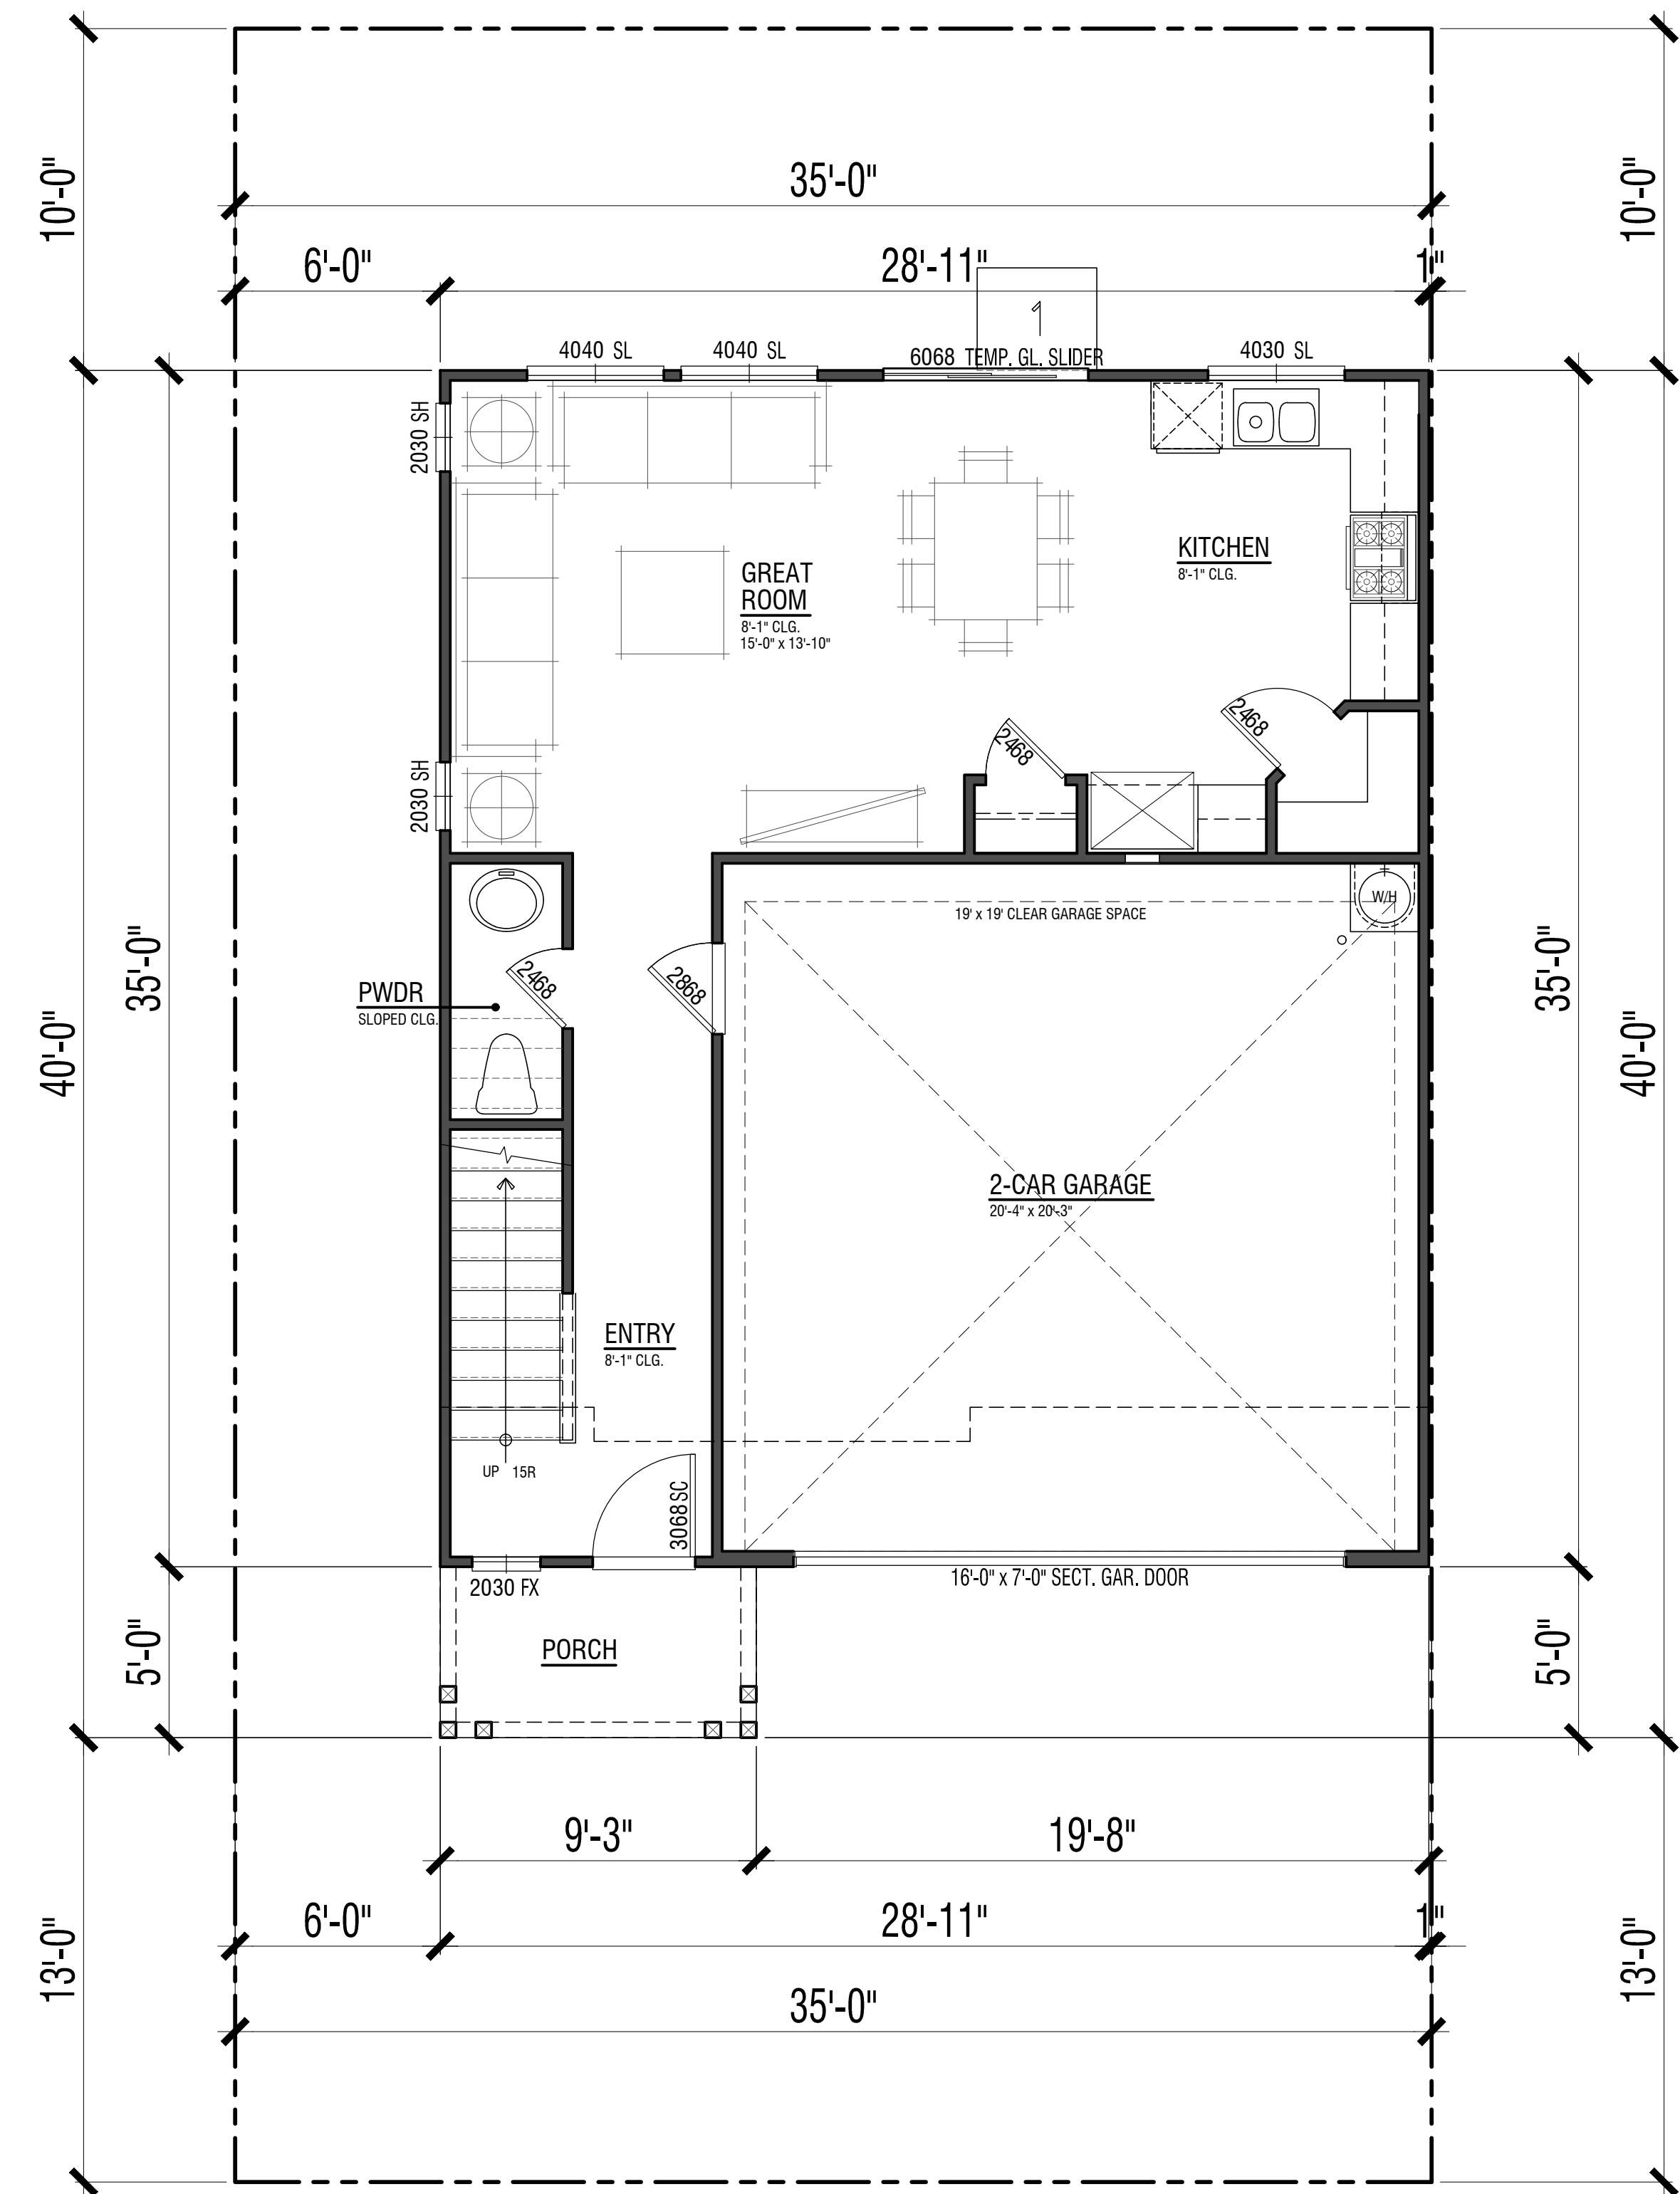 35'-0"
10'-0"
10'-0"
6'-0"
28'-11"
1"
1
4040 SL
4040 SL
6068 TEMP. GL. SLIDER
4030 SL
2030 SH
KITCHEN
8'-1" CLG.
GREAT
ROOM
8'-1" CLG.
15'-0" x 13'-10"
2468
2468
2030 SH
W/H
19' x 19' CLEAR GARAGE SPACE
35'-0"
35'-0"
2468
2868
PWDR
SLOPED CLG.
40'-0"
40'-0"
2-CAR GARAGE
20'-4" x 20'-3"
ENTRY
8'-1" CLG.
UP 15R
3068 SC
2030 FX
16'-0" x 7'-0" SECT. GAR. DOOR
PORCH
5'-0"
5'-0"
9'-3"
19'-8"
6'-0"
28'-11"
1"
13'-0"
13'-0"
35'-0"